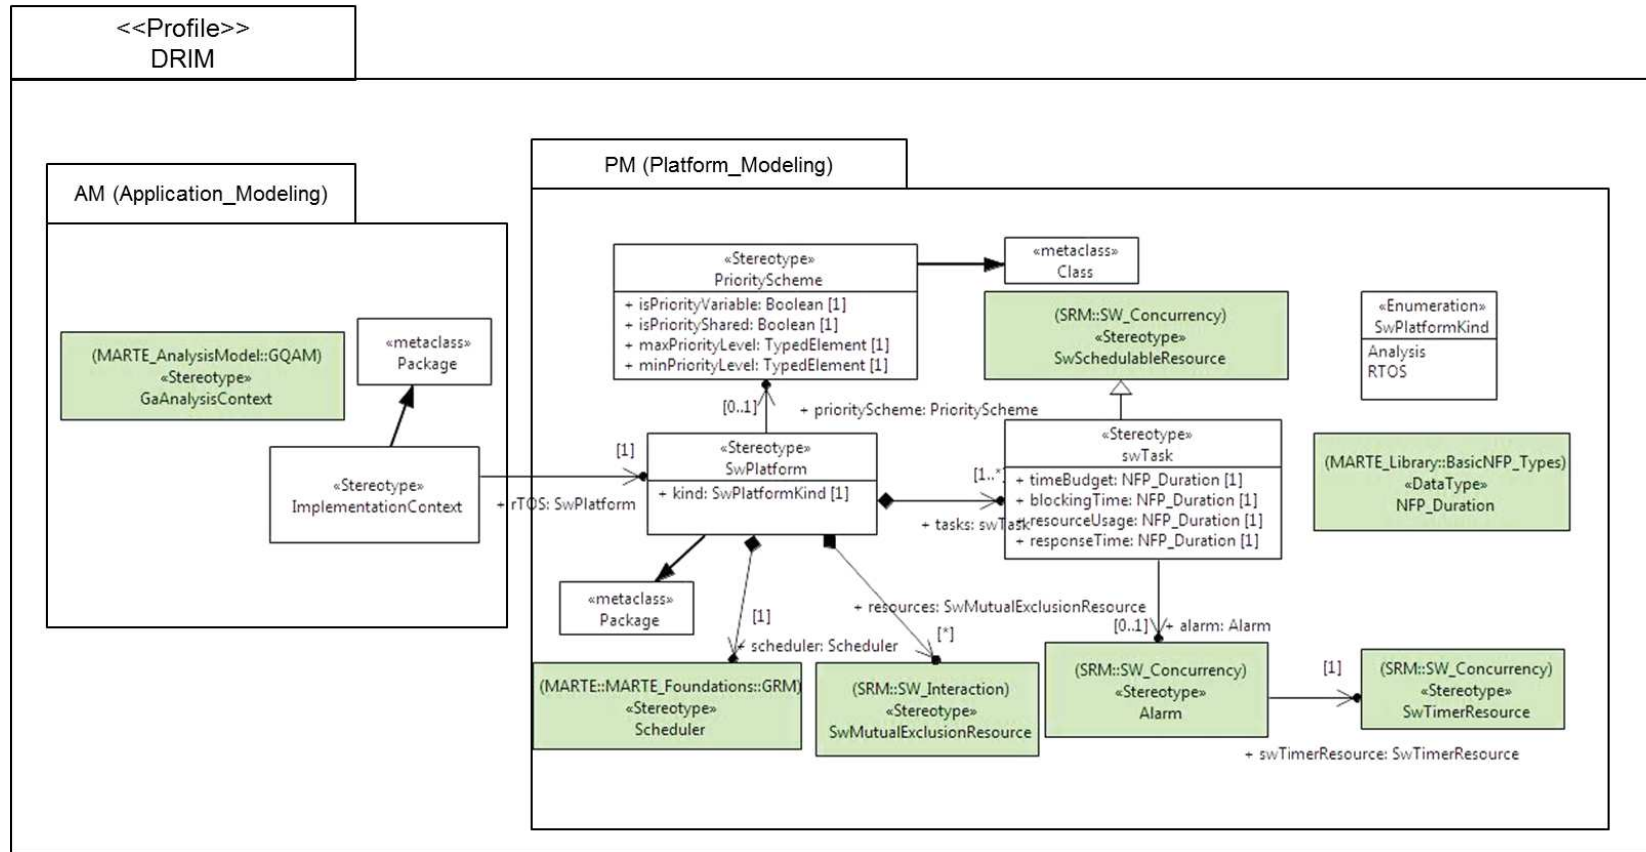 <<Profile>>
DRIM
AM (Application_Modeling)
(MARTE_AnalysisModel::GQAM)
«Stereotype»
GaAnalysisContext
«metaclass»
Package
«Stereotype»
ImplementationContext
[1]
+ rTOS: SwPlatform
PM (Platform_Modeling)
«Stereotype»
PriorityScheme
+ isPriorityVariable: Boolean [1]
+ isPriorityShared: Boolean [1]
+ maxPriorityLevel: TypedElement [1]
+ minPriorityLevel: TypedElement [1]
«metaclass»
Class
(SRM::SW_Concurrency)
«Stereotype»
SwSchedulableResource
«Enumeration»
SwPlatformKind
Analysis
RTOS
[0..1]
+ priorityScheme: PriorityScheme
«Stereotype»
SwPlatform
+ kind: SwPlatformKind [1]
[1..*]
+ tasks: swTask
«Stereotype»
swTask
+ timeBudget: NFP_Duration [1]
+ blockingTime: NFP_Duration [1]
+ resourceUsage: NFP_Duration [1]
+ responseTime: NFP_Duration [1]
(MARTE_Library::BasicNFP_Types)
«DataType»
NFP_Duration
«metaclass»
Package
[1]
+ scheduler: Scheduler
+ resources: SwMutualExclusionResource
[*]
[0..1]
+ alarm: Alarm
(MARTE::MARTE_Foundations::GRM)
«Stereotype»
Scheduler
(SRM::SW_Interaction)
«Stereotype»
SwMutualExclusionResource
(SRM::SW_Concurrency)
«Stereotype»
Alarm
[1]
+ swTimerResource: SwTimerResource
(SRM::SW_Concurrency)
«Stereotype»
SwTimerResource